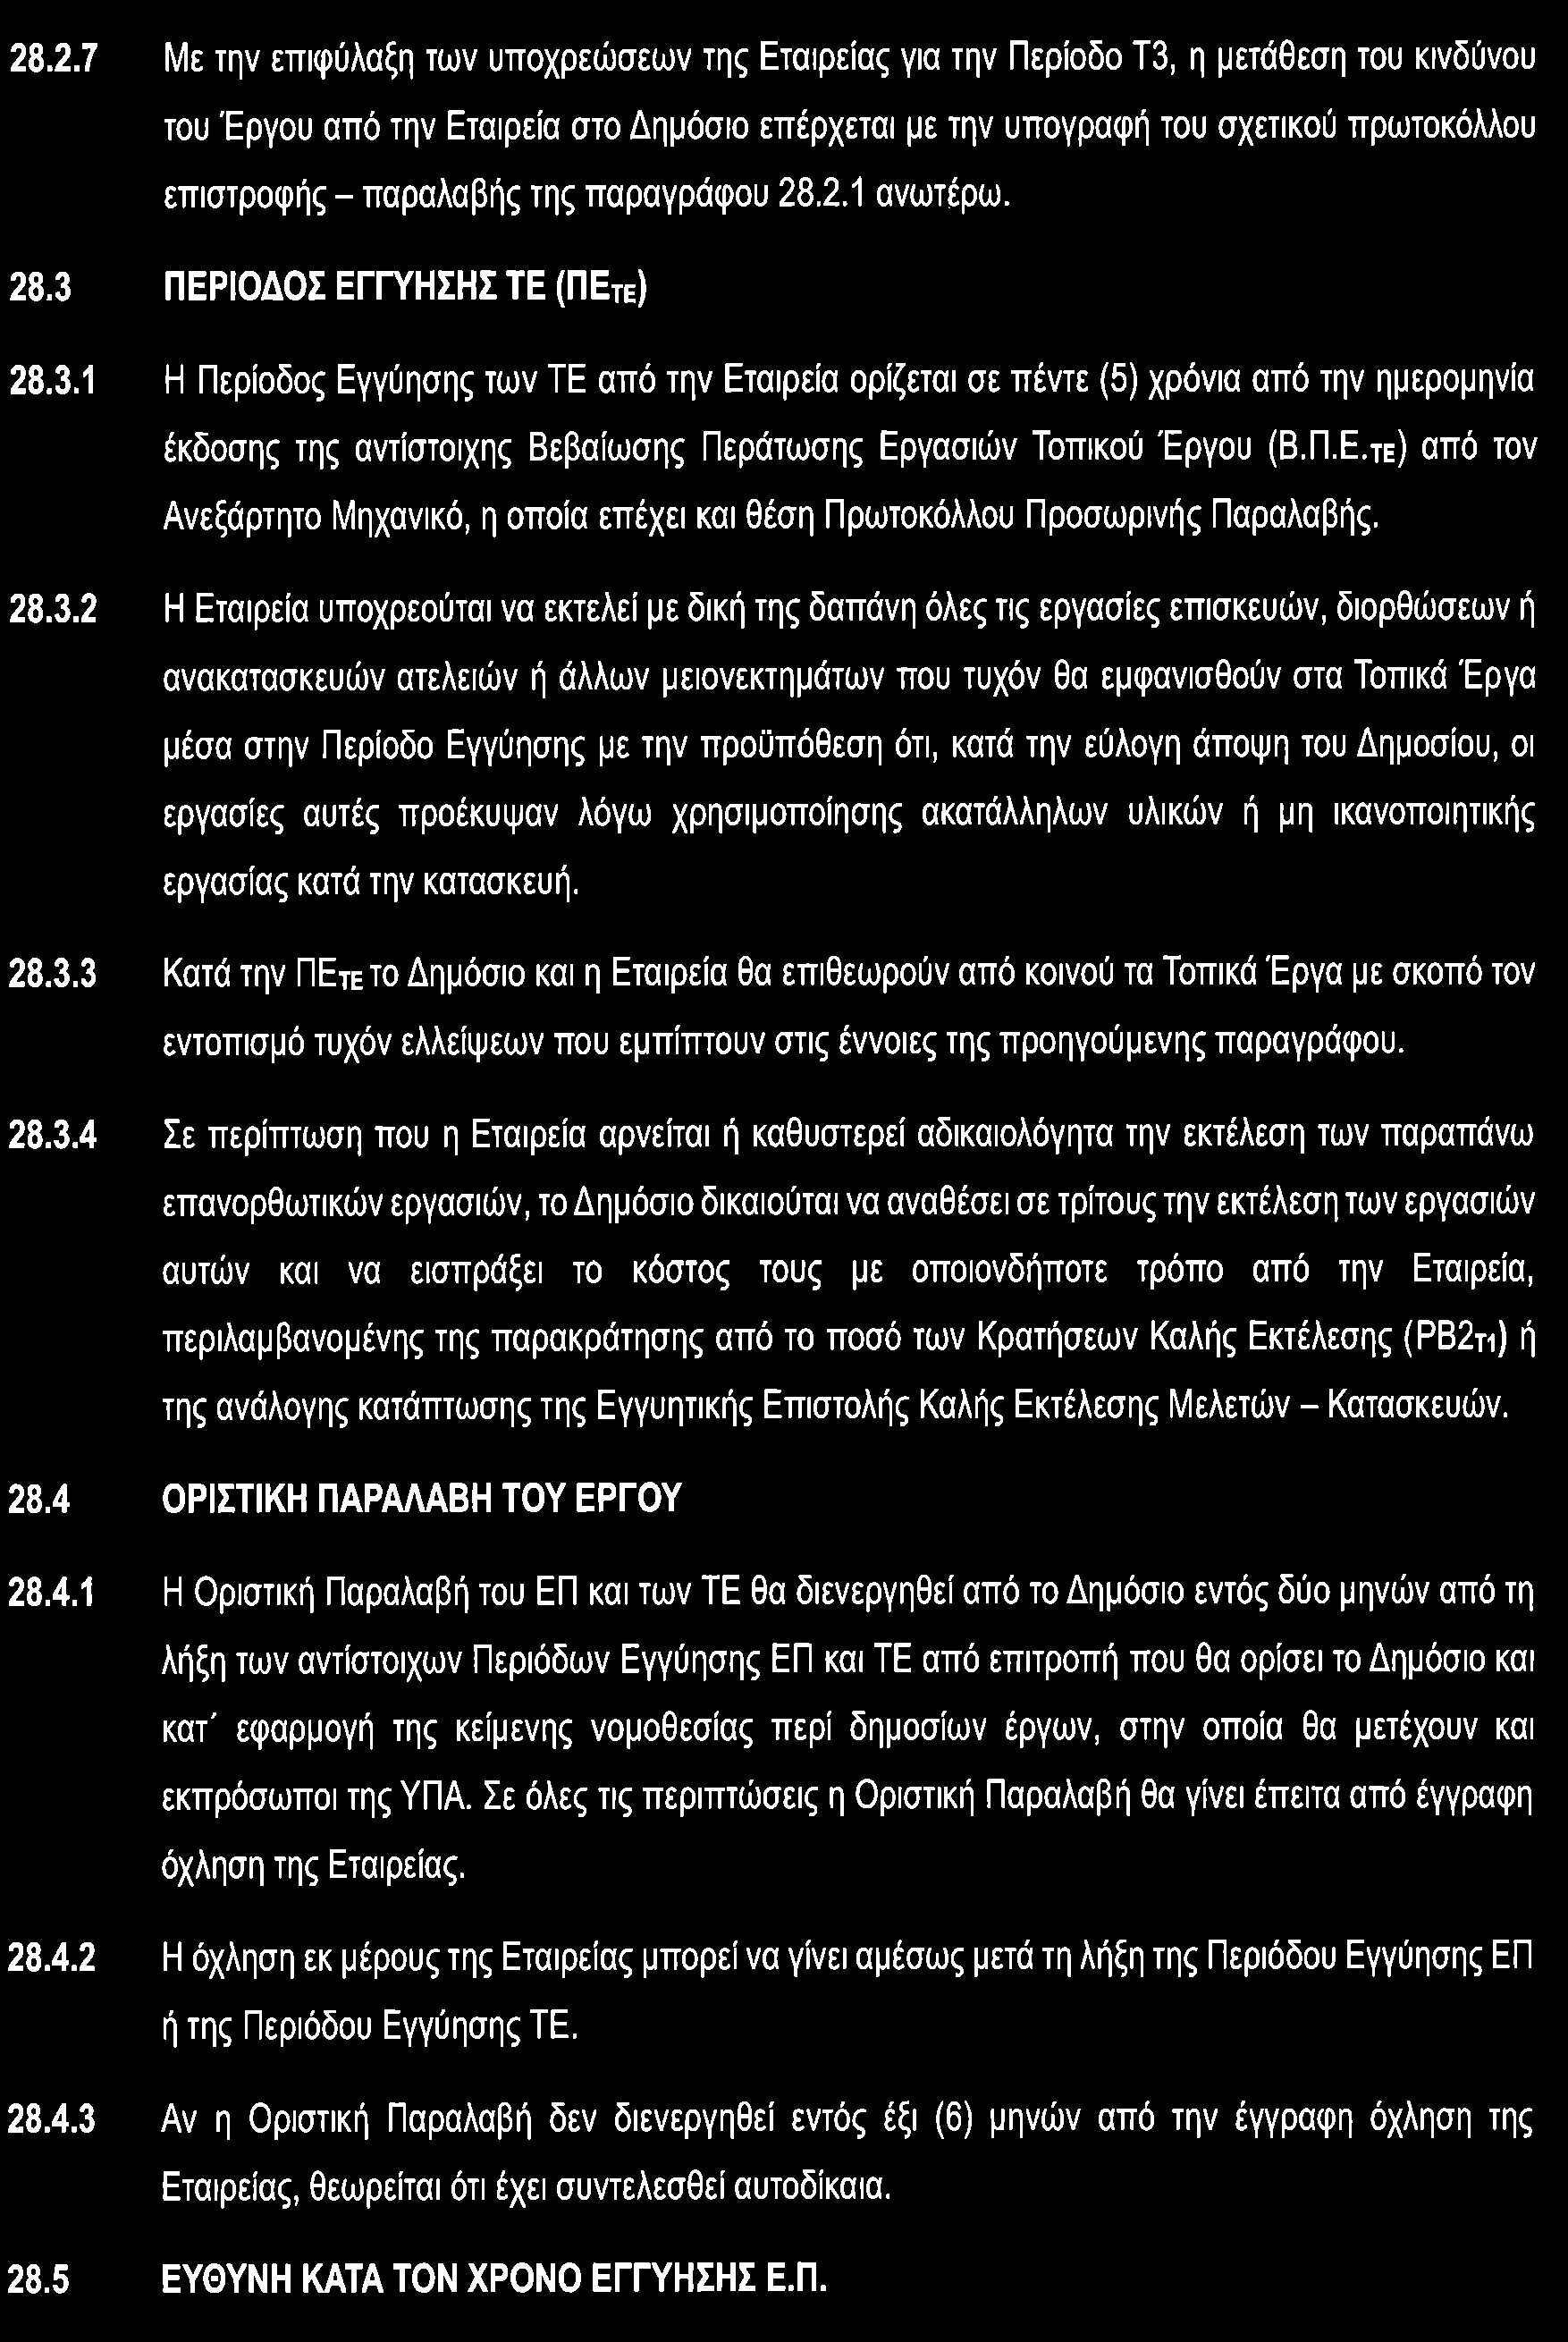 28.2.7 Με την επιφύλαξη των υποχρεώσεων της Εταιρείας για την Περίοδο Τ3, η μετάθεση του κινδύνου
του Έργου από την Εταιρεία στο Δημόσιο επέρχεται με την υπογραφή του σχετικού πρωτοκόλλου
επιστροφής – παραλαβής της παραγράφου 28.2.1 ανωτέρω.
28.3 ΠΕΡΙΟΔΟΣ ΕΓΓΥΗΣΗΣ ΤΕ (ΠΕΤΕ)
28.3.1 Η Περίοδος Εγγύησης των ΤΕ από την Εταιρεία ορίζεται σε πέντε (5) χρόνια από την ημερομηνία
έκδοσης της αντίστοιχης Βεβαίωσης Περάτωσης Εργασιών Τοπικού Έργου (Β.Π.Ε.ΤΕ) από τον
Ανεξάρτητο Μηχανικό, η οποία επέχει και θέση Πρωτοκόλλου Προσωρινής Παραλαβής.
28.3.2 Η Εταιρεία υποχρεούται να εκτελεί με δική της δαπάνη όλες τις εργασίες επισκευών, διορθώσεων ή
ανακατασκευών ατελειών ή άλλων μειονεκτημάτων που τυχόν θα εμφανισθούν στα Τοπικά Έργα
μέσα στην Περίοδο Εγγύησης με την προϋπόθεση ότι, κατά την εύλογη άποψη του Δημοσίου, οι
εργασίες αυτές προέκυψαν λόγω χρησιμοποίησης ακατάλληλων υλικών ή μη ικανοποιητικής
εργασίας κατά την κατασκευή.
28.3.3 Κατά την ΠΕΤΕ το Δημόσιο και η Εταιρεία θα επιθεωρούν από κοινού τα Τοπικά Έργα με σκοπό τον
εντοπισμό τυχόν ελλείψεων που εμπίπτουν στις έννοιες της προηγούμενης παραγράφου.
28.3.4 Σε περίπτωση που η Εταιρεία αρνείται ή καθυστερεί αδικαιολόγητα την εκτέλεση των παραπάνω
επανορθωτικών εργασιών, το Δημόσιο δικαιούται να αναθέσει σε τρίτους την εκτέλεση των εργασιών
αυτών και να εισπράξει το κόστος τους με οποιονδήποτε τρόπο από την Εταιρεία,
περιλαμβανομένης της παρακράτησης από το ποσό των Κρατήσεων Καλής Εκτέλεσης (PB2Τ1) ή
της ανάλογης κατάπτωσης της Εγγυητικής Επιστολής Καλής Εκτέλεσης Μελετών – Κατασκευών.
28.4 ΟΡΙΣΤΙΚΗ ΠΑΡΑΛΑΒΗ ΤΟΥ ΕΡΓΟΥ
28.4.1 Η Οριστική Παραλαβή του ΕΠ και των ΤΕ θα διενεργηθεί από το Δημόσιο εντός δύο μηνών από τη
λήξη των αντίστοιχων Περιόδων Εγγύησης ΕΠ και ΤΕ από επιτροπή που θα ορίσει το Δημόσιο και
κατ΄ εφαρμογή της κείμενης νομοθεσίας περί δημοσίων έργων, στην οποία θα μετέχουν και
εκπρόσωποι της ΥΠΑ. Σε όλες τις περιπτώσεις η Οριστική Παραλαβή θα γίνει έπειτα από έγγραφη
όχληση της Εταιρείας.
28.4.2 Η όχληση εκ μέρους της Εταιρείας μπορεί να γίνει αμέσως μετά τη λήξη της Περιόδου Εγγύησης ΕΠ
ή της Περιόδου Εγγύησης ΤΕ.
28.4.3 Αν η Οριστική Παραλαβή δεν διενεργηθεί εντός έξι (6) μηνών από την έγγραφη όχληση της
Εταιρείας, θεωρείται ότι έχει συντελεσθεί αυτοδίκαια.
28.5 ΕΥΘΥΝΗ ΚΑΤΑ ΤΟΝ ΧΡΟΝΟ ΕΓΓΥΗΣΗΣ Ε.Π.